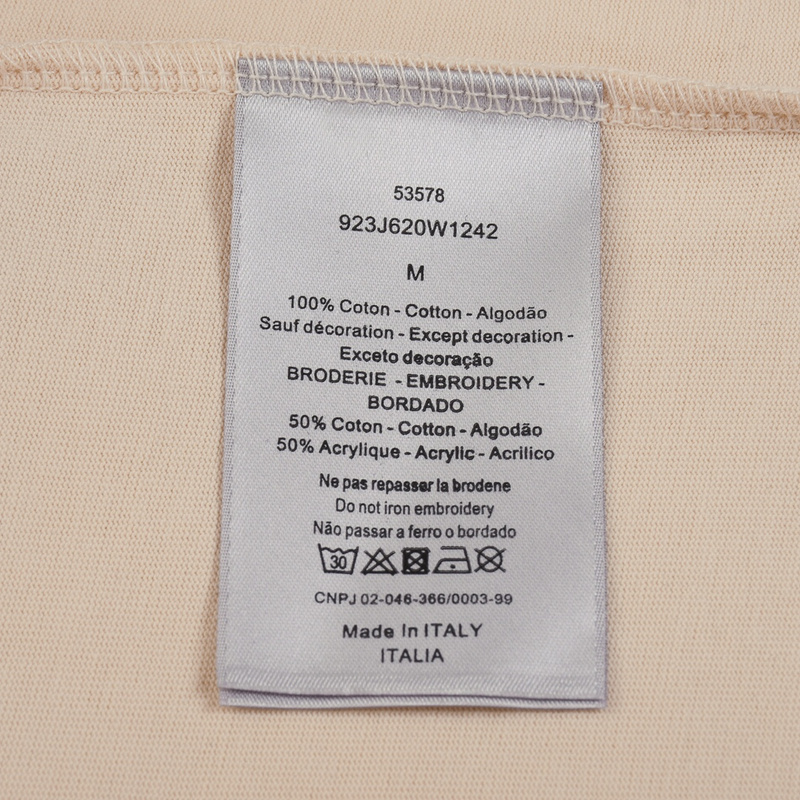 53578
923J620W1242
M
100% Coton - Cotton - Algodão
Sauf décoration - Except decoration -
Exceto decoração
BRODERIE - EMBROIDERY -
BORDADO
50% Coton - Cotton - Algodão
50% Acrylique - Acrylic - Acrilico
Ne pas repasser la brodene
Do not iron embroidery
Não passar a ferro o bordado
30
CNPJ 02-046-366/0003-99
Made In ITALY
ITALIA